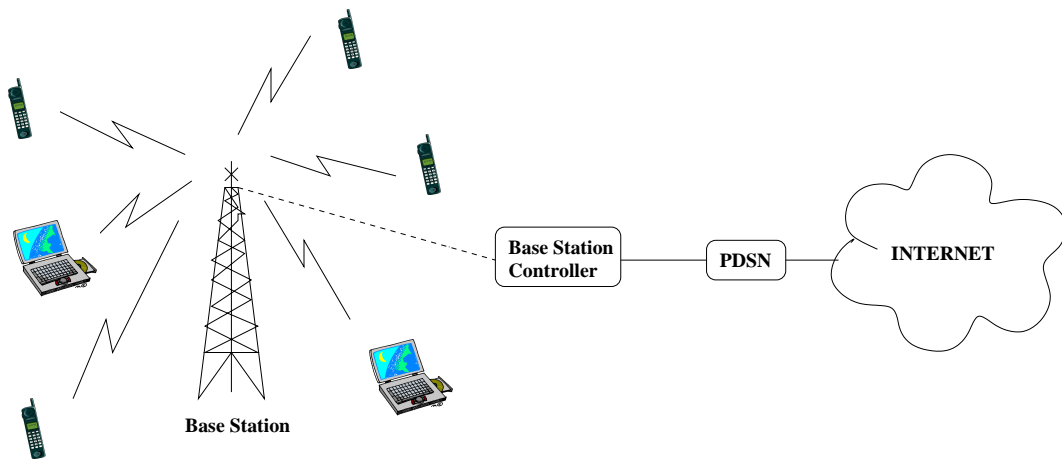 Base Station
Controller
PDSN
INTERNET
Base Station